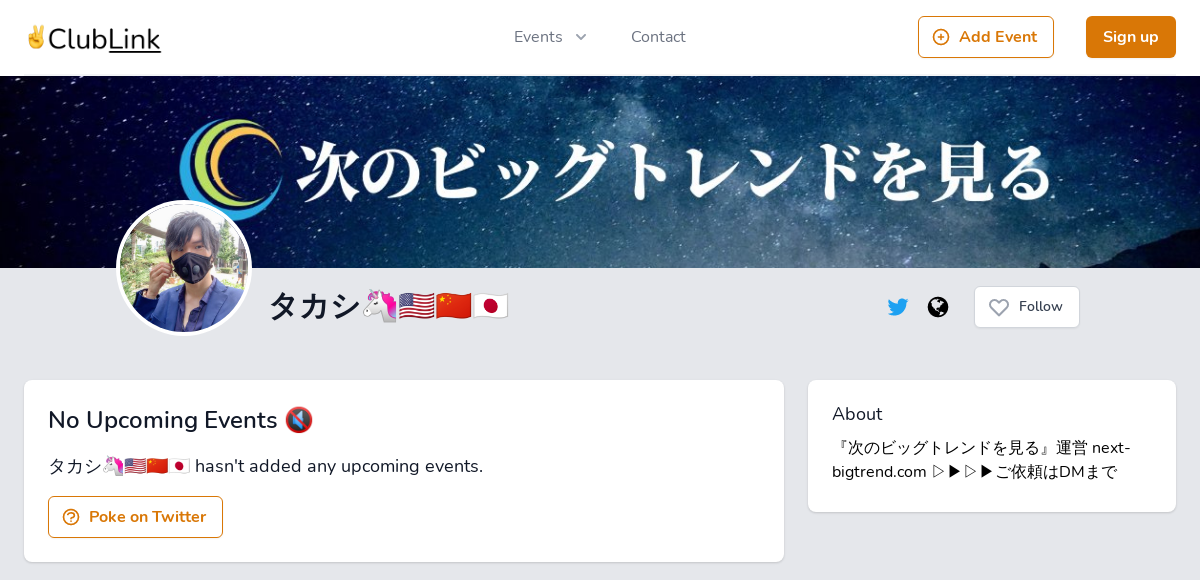 ✌️ClubLink
Events
Contact
Add Event
Sign up
次のビッグトレンドを見る
タカシ🦄🇺🇸🇨🇳🇯🇵
Follow
No Upcoming Events 🔇
タカシ🦄🇺🇸🇨🇳🇯🇵 hasn't added any upcoming events.
Poke on Twitter
About
『次のビッグトレンドを見る』運営 next-
bigtrend.com ▷▶▷▶ご依頼はDMまで